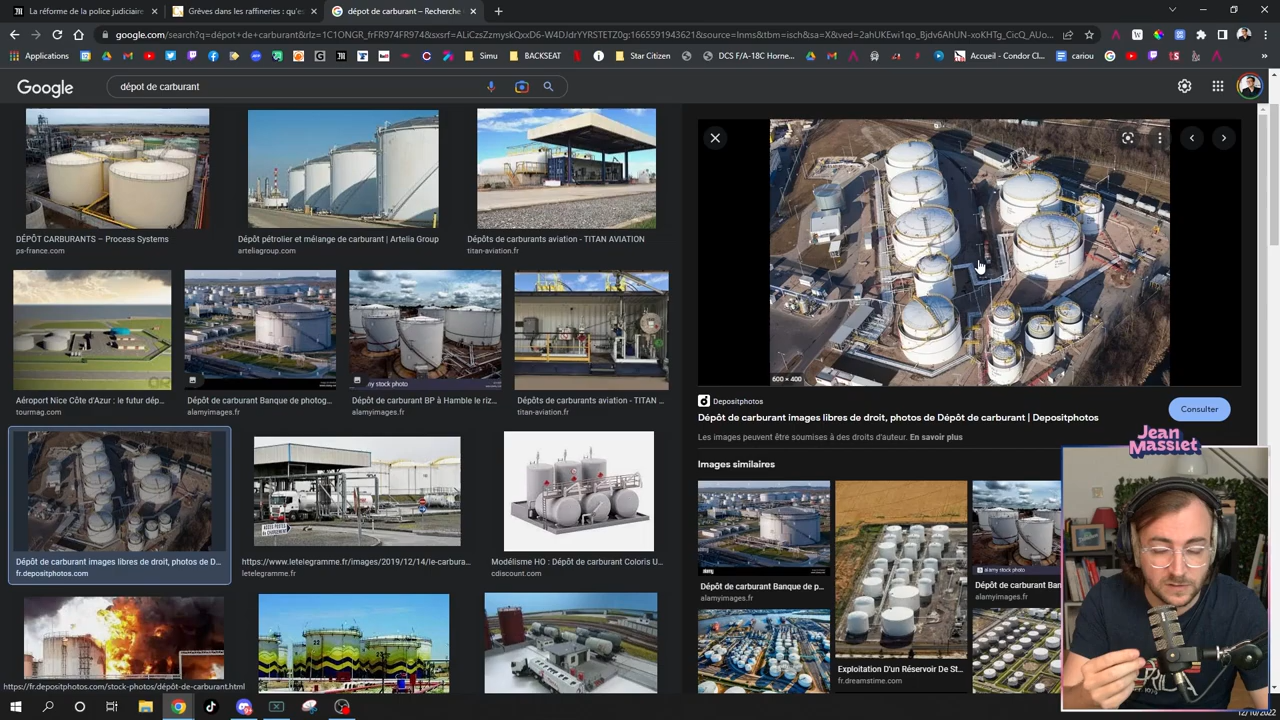 La réforme de la police judiciaire
Grèves dans les raffineries : qu'es
dépot de carburant – Recherche
Applications
Simu
BACKSEAT
Star Citizen
DCS F/A-18C Horne...
Accueil - Condor Cl...
cariou
Google
dépot de carburant
DÉPÔT CARBURANTS – Process Systems
pa-france.com
Dépôt pétrolier et mélange de carburant | Artelia Group
arteliagroup.com
Dépôts de carburants aviation - TITAN AVIATION
titan-aviation.fr
Aéroport Nice Côte d'Azur : le futur dép...
tourmag.com
Dépôt de carburant Banque de photog...
alamyimages.fr
my stock photo
Dépôt de carburant BP à Hamble le riz...
alamyimages.fr
Dépôts de carburants aviation - TITAN ...
titan-aviation.fr
Dépôt de carburant images libres de droit, photos de D...
fr.depositphotos.com
https://www.letelegramme.fr/images/2019/12/14/le-carbura...
letelegramme.fr
Modélisme HO : Dépôt de carburant Coloris U...
cdiscount.com
600 × 400
Depositphotos
Dépôt de carburant images libres de droit, photos de Dépôt de carburant | Depositphotos
Consulter
Les images peuvent être soumises à des droits d'auteur. En savoir plus
Images similaires
Dépôt de carburant Banque de p...
alamyimages.fr
Exploitation D'un Réservoir De St...
fr.dreamstime.com
Dépôt de carburant Ban
alamyimages.fr
Jean
Massiet
https://fr.depositphotos.com/stock-photos/dépôt-de-carburant.html
12/10/2022